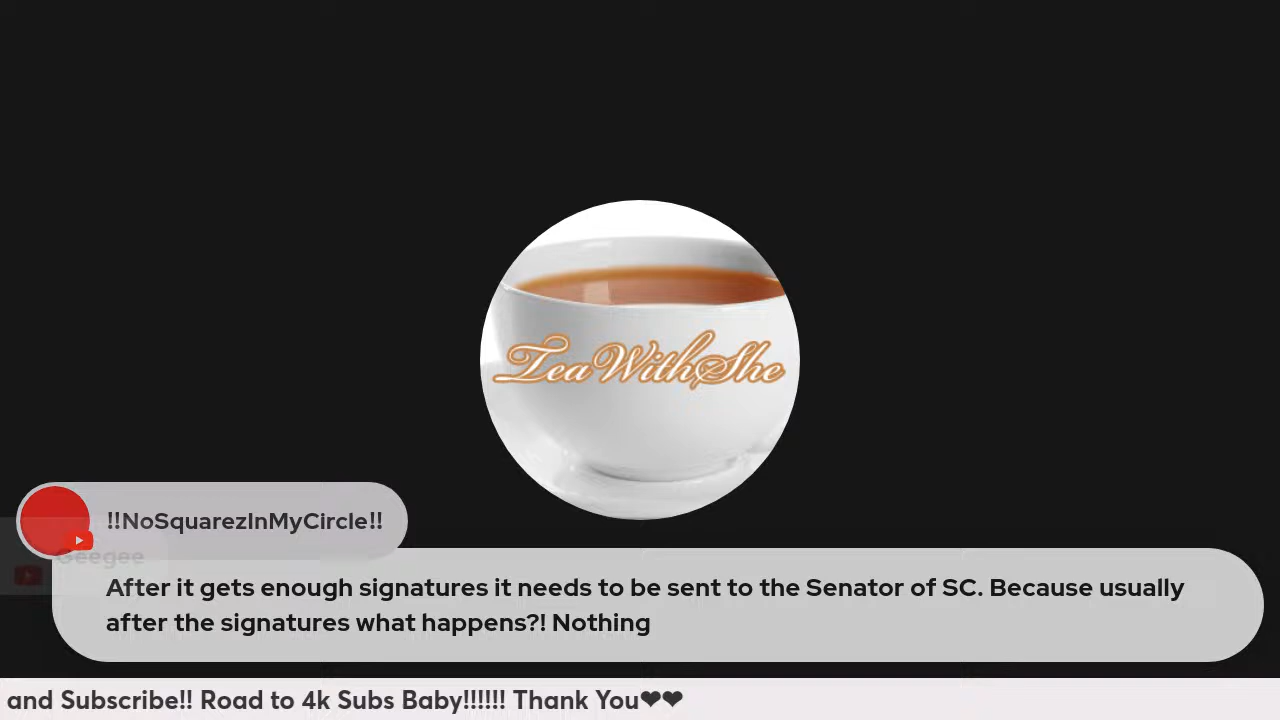 TeaWithShe
!!NoSquarezInMyCircle!!
Geegee
After it gets enough signatures it needs to be sent to the Senator of SC. Because usually
after the signatures what happens?! Nothing
and Subscribe!! Road to 4k Subs Baby!!!!!! Thank You❤❤